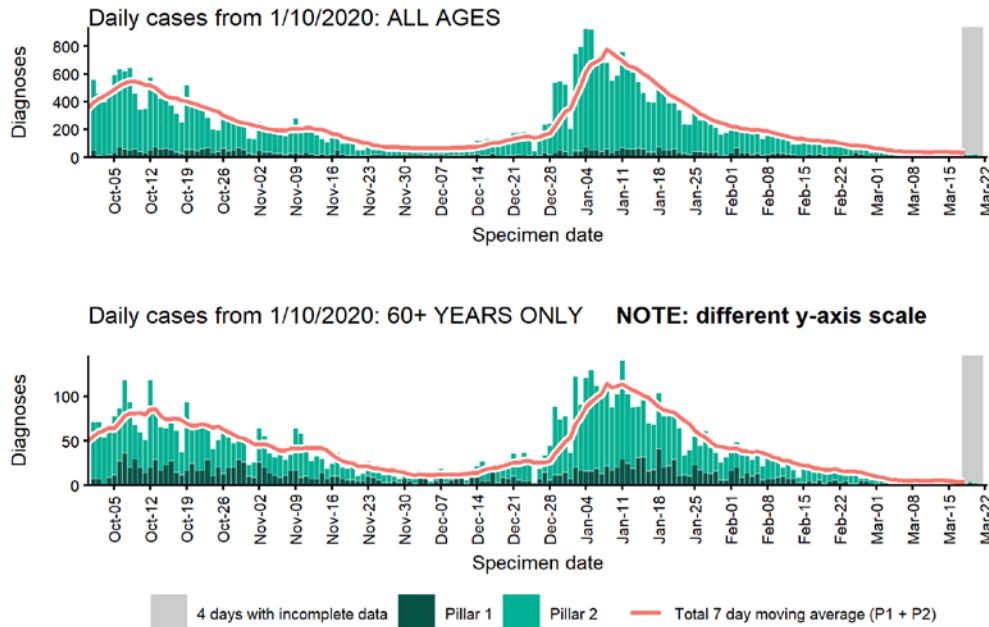 Daily cases from 1/10/2020: ALL AGES
Diagnoses
800
600
400
200
0
Oct-05
Oct-12
Oct-19
Oct-26
Nov-02
Nov-09
Nov-16
Nov-23
Nov-30
Dec-07
Dec-14
Dec-21
Dec-28
Jan-04
Jan-11
Jan-18
Jan-25
Feb-01
Feb-08
Feb-15
Feb-22
Mar-01
Mar-08
Mar-15
Mar-22
Specimen date
Daily cases from 1/10/2020: 60+ YEARS ONLY NOTE: different y-axis scale
Diagnoses
100
50
0
Oct-05
Oct-12
Oct-19
Oct-26
Nov-02
Nov-09
Nov-16
Nov-23
Nov-30
Dec-07
Dec-14
Dec-21
Dec-28
Jan-04
Jan-11
Jan-18
Jan-25
Feb-01
Feb-08
Feb-15
Feb-22
Mar-01
Mar-08
Mar-15
Mar-22
Specimen date
4 days with incomplete data Pillar 1 Pillar 2 Total 7 day moving average (P1 + P2)